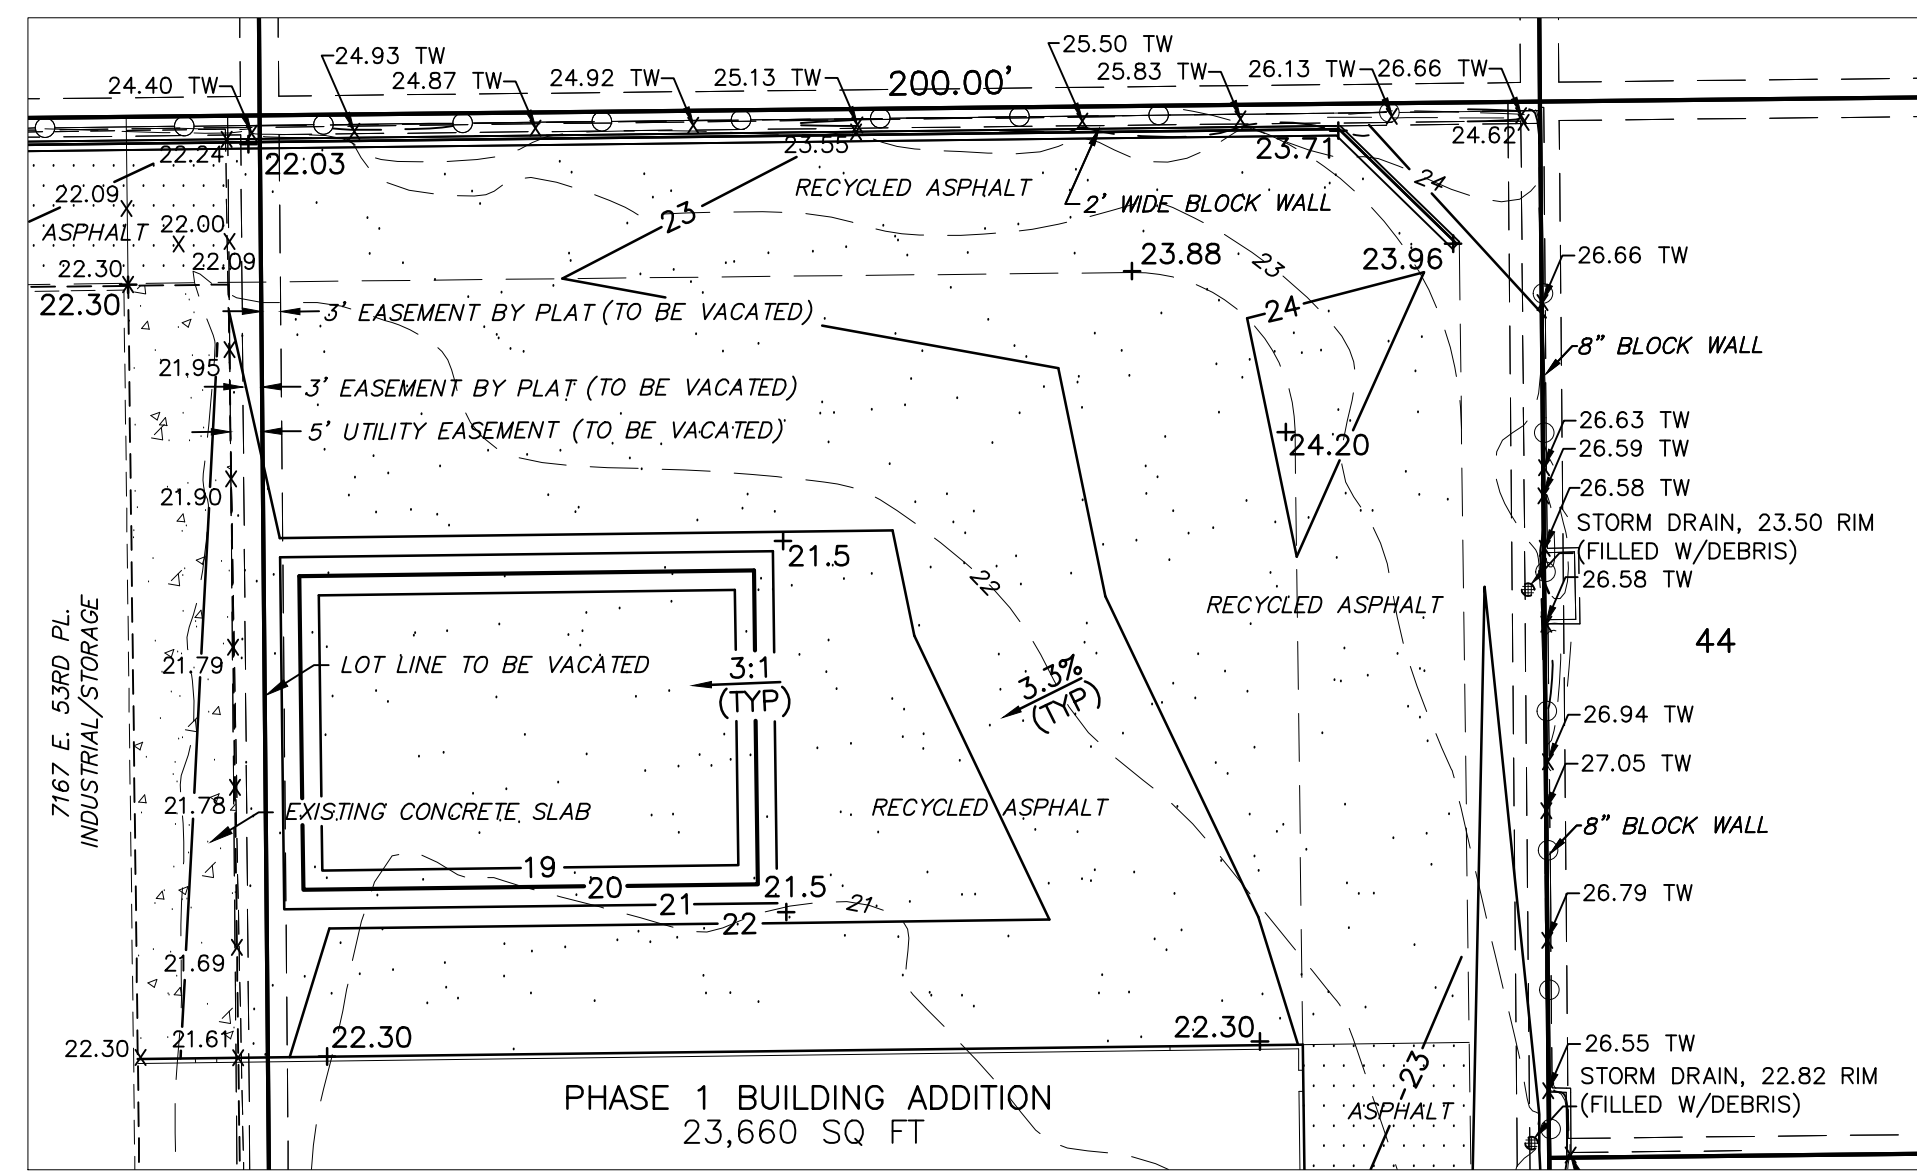 24.93 TW
25.50 TW
24.40 TW
24.87 TW
24.92 TW
25.13 TW
200.00'
25.83 TW
26.13 TW
26.66 TW
24.62
22.24
22.03
23.55
23.71
24
22.09
RECYCLED ASPHALT
2' WIDE BLOCK WALL
23
ASPHALT
22.00
22.09
22.30
22.30
23.88
23
23.96
26.66 TW
3' EASEMENT BY PLAT (TO BE VACATED)
24
8" BLOCK WALL
21.95
3' EASEMENT BY PLAT (TO BE VACATED)
5' UTILITY EASEMENT (TO BE VACATED)
24.20
26.63 TW
26.59 TW
26.58 TW
21.90
STORM DRAIN, 23.50 RIM
(FILLED W/DEBRIS)
26.58 TW
21.5
22
RECYCLED ASPHALT
44
7167 E. 53RD PL.
INDUSTRIAL/STORAGE
21.79
LOT LINE TO BE VACATED
3:1
(TYP)
3.3%
(TYP)
26.94 TW
27.05 TW
21.78
EXISTING CONCRETE SLAB
RECYCLED ASPHALT
8" BLOCK WALL
19
20
21.5
21
21
22
26.79 TW
21.69
22.30
21.61
22.30
22.30
26.55 TW
STORM DRAIN, 22.82 RIM
(FILLED W/DEBRIS)
23
ASPHALT
PHASE 1 BUILDING ADDITION
23,660 SQ FT